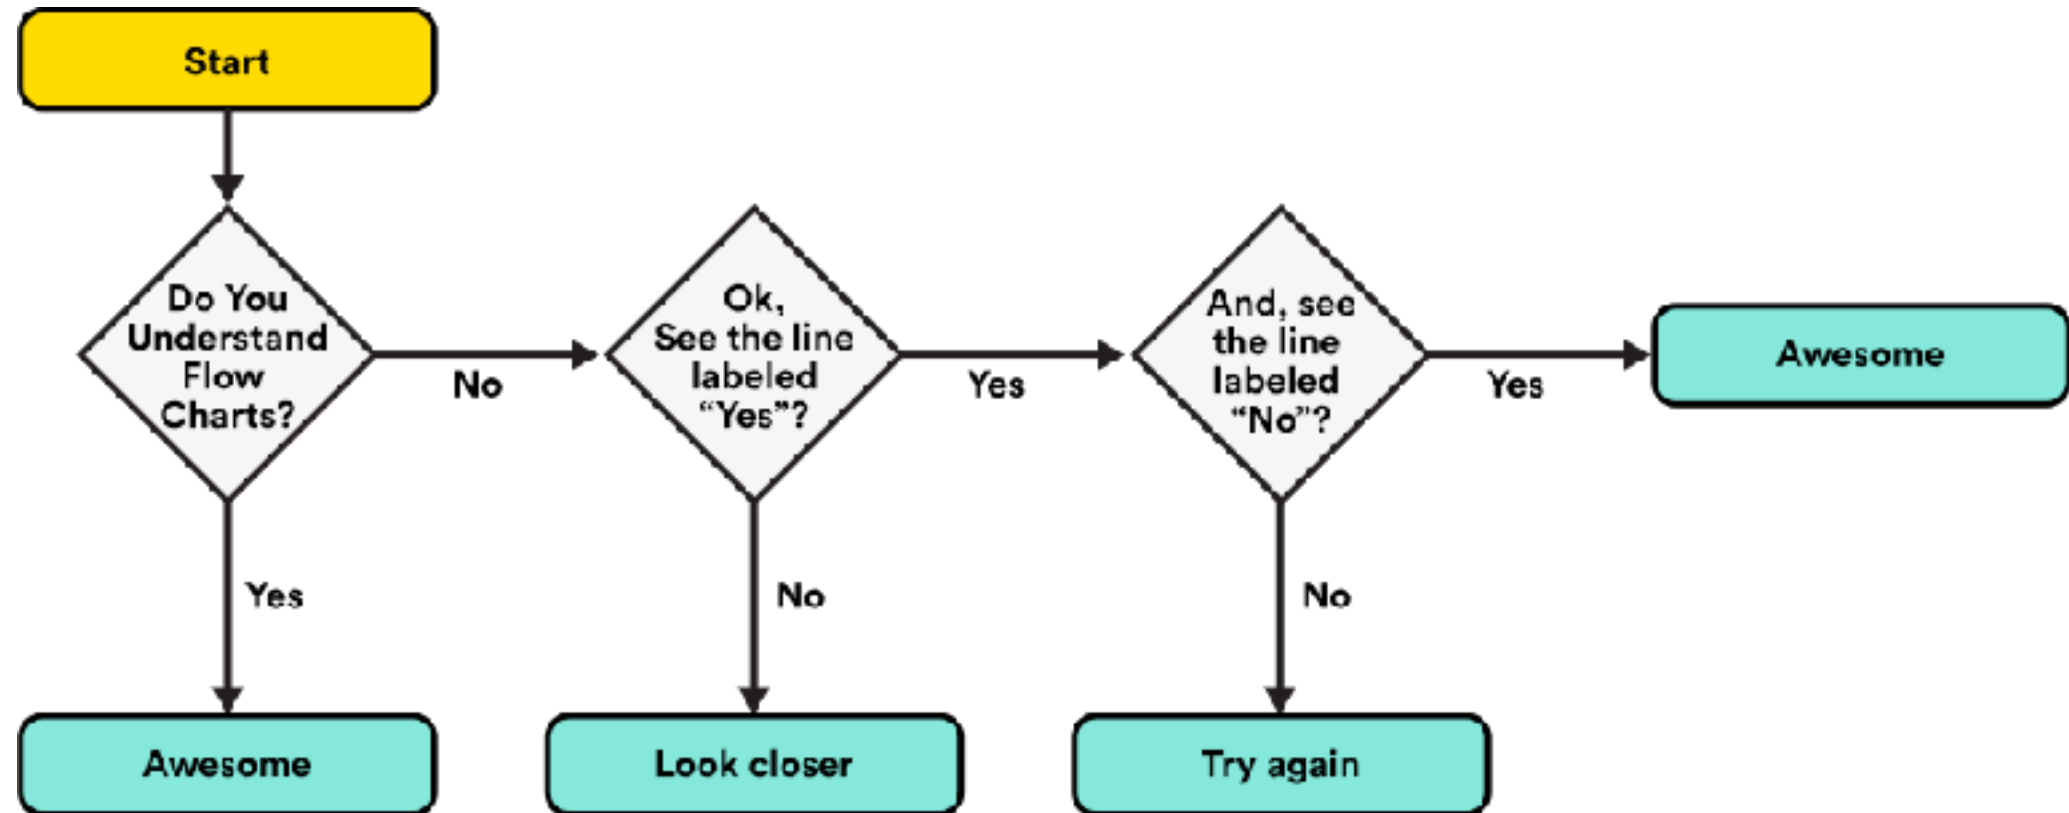 Start
Do You
Understand
Flow
Charts?
No
Ok,
See the line
labeled
“Yes”?
Yes
And, see
the line
labeled
“No”?
Yes
Awesome
Yes
No
No
Awesome
Look closer
Try again